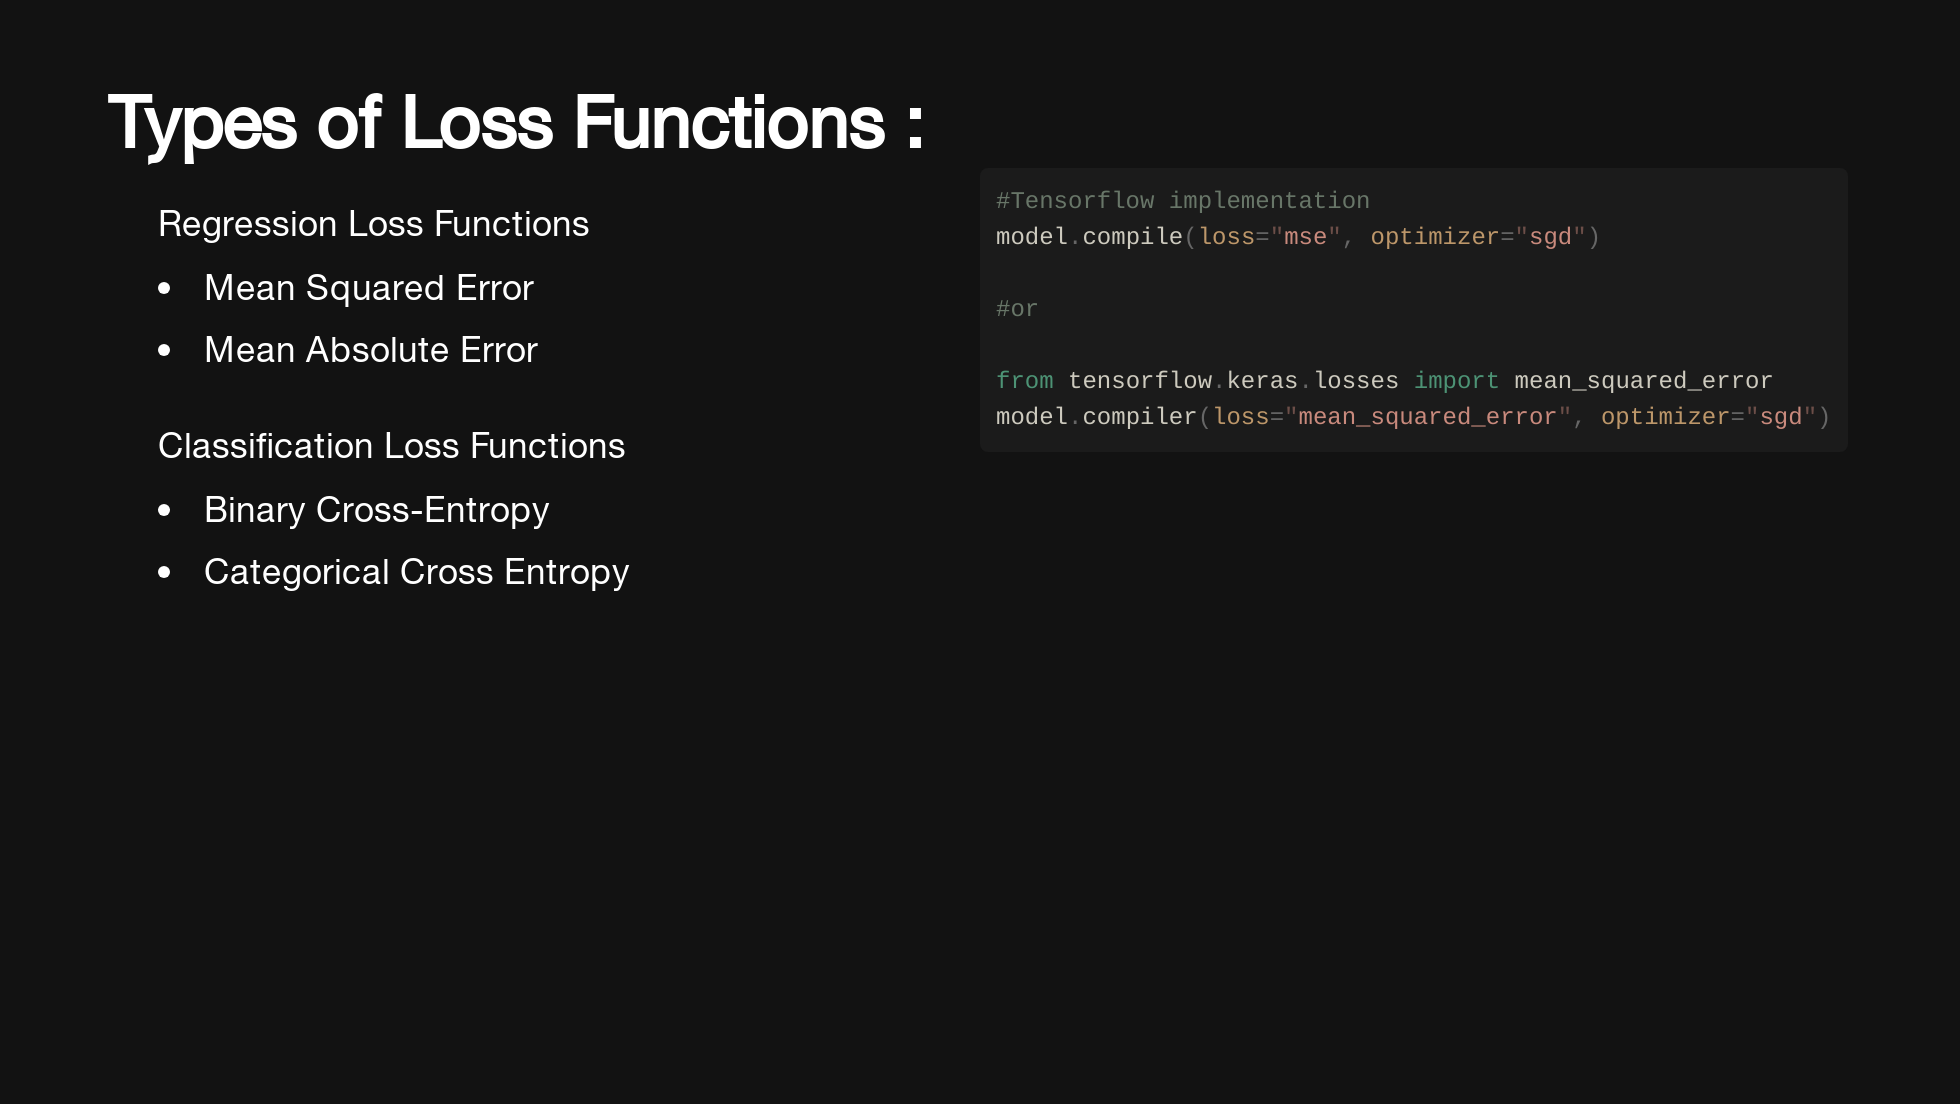 Types of Loss Functions :
Regression Loss Functions
• Mean Squared Error
• Mean Absolute Error
Classification Loss Functions
• Binary Cross-Entropy
• Categorical Cross Entropy
#Tensorflow implementation
model.compile(loss="mse", optimizer="sgd")
#or
from tensorflow.keras.losses import mean_squared_error
model.compiler(loss="mean_squared_error", optimizer="sgd")